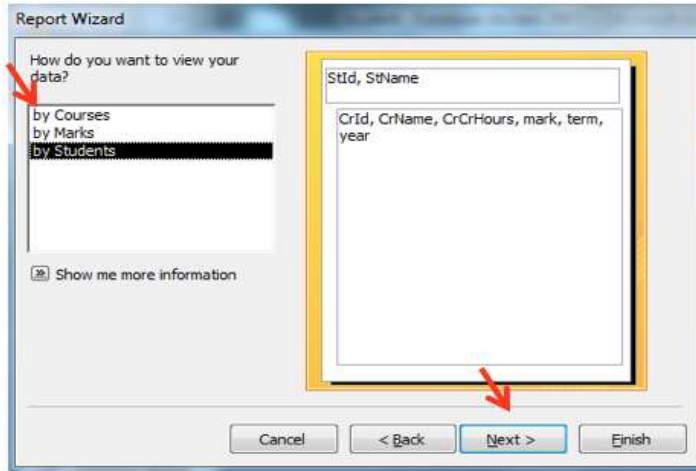 Report Wizard
How do you want to view your
data?
by Courses
by Marks
by Students
Show me more information
StId, StName
CrId, CrName, CrCrHours, mark, term,
year
Cancel
< Back
Next >
Finish